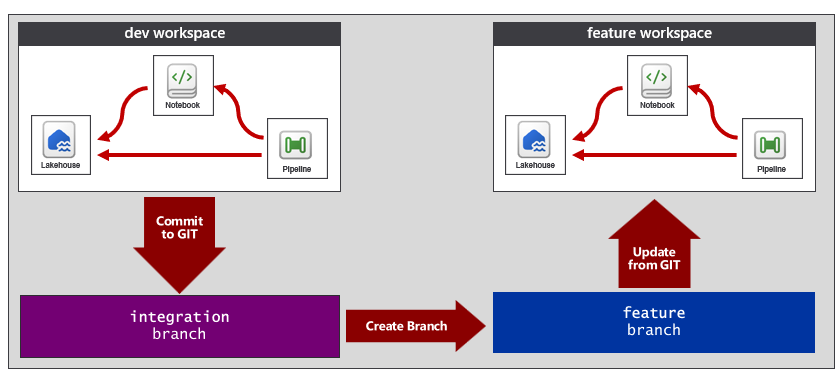 dev workspace
Notebook
Lakehouse
Pipeline
Commit
to GIT
integration
branch
Create Branch
feature workspace
Notebook
Lakehouse
Pipeline
Update
from GIT
feature
branch